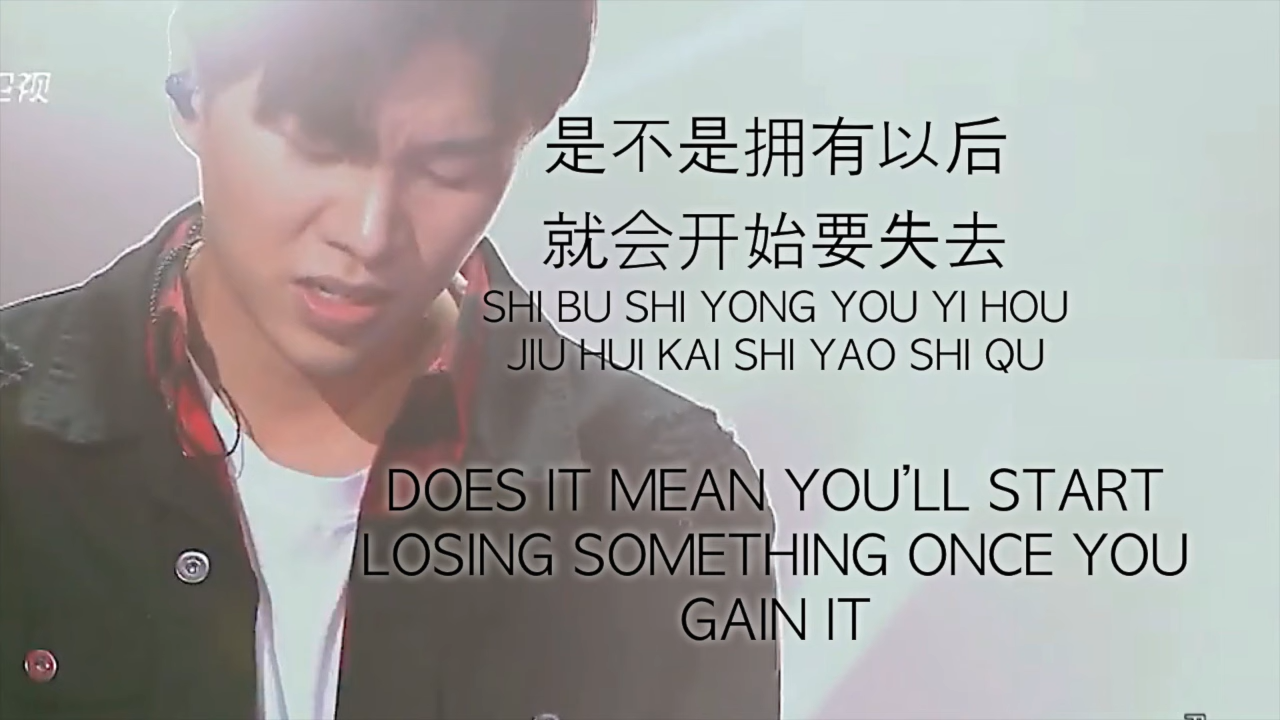 卫视
是不是拥有以后
就会开始要失去
SHI BU SHI YONG YOU YI HOU
JIU HUI KAI SHI YAO SHI QU
DOES IT MEAN YOU'LL START
LOSING SOMETHING ONCE YOU
GAIN IT